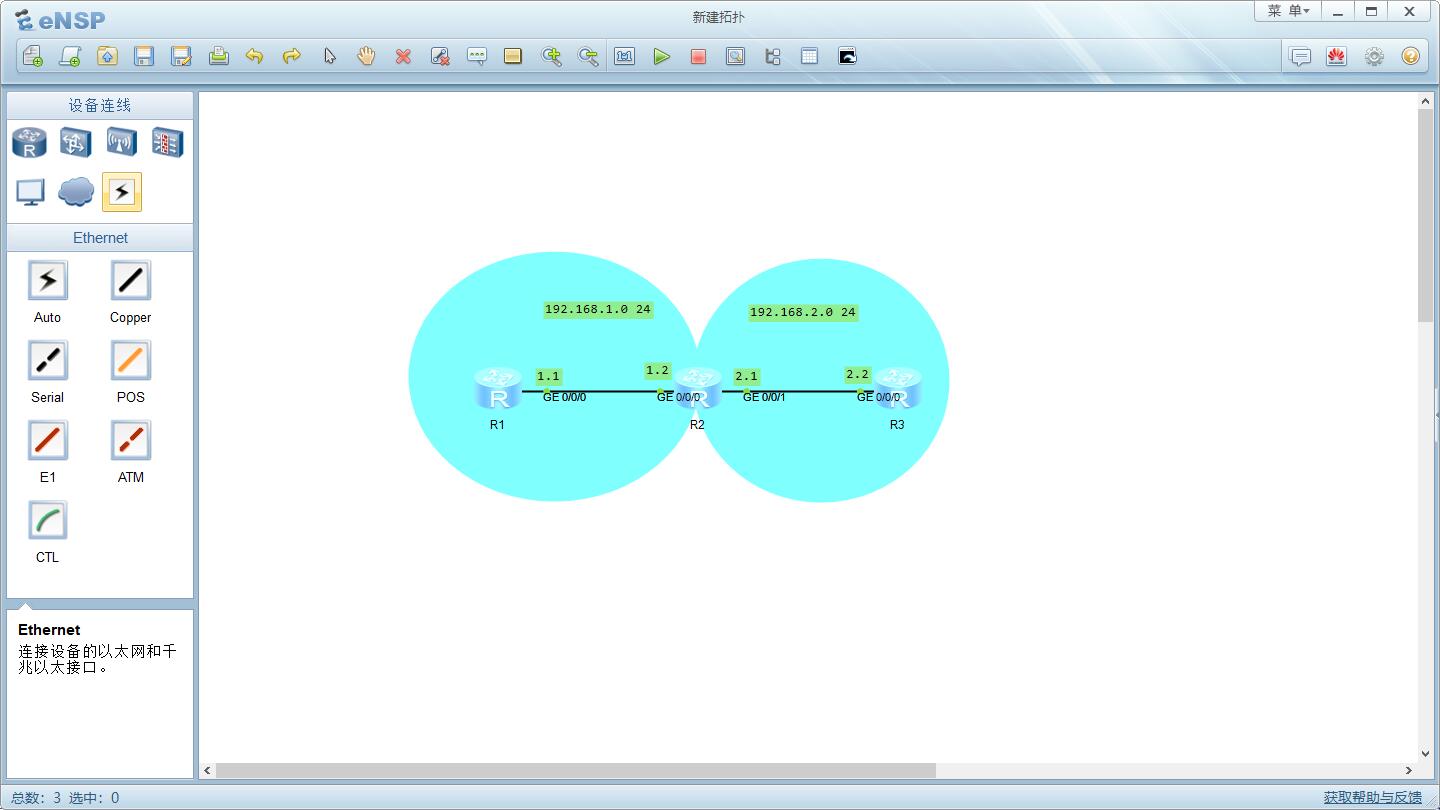 eNSP
新建拓扑
菜 单
设备连线
R
Ethernet
Auto
Copper
Serial
POS
E1
ATM
CTL
Ethernet
连接设备的以太网和千
兆以太接口。
192.168.1.0 24
192.168.2.0 24
1.1
1.2
2.1
2.2
R
R
R
GE 0/0/0
GE 0/0/0
GE 0/0/1
GE 0/0/0
R1
R2
R3
总数：3 选中：0
获取帮助与反馈